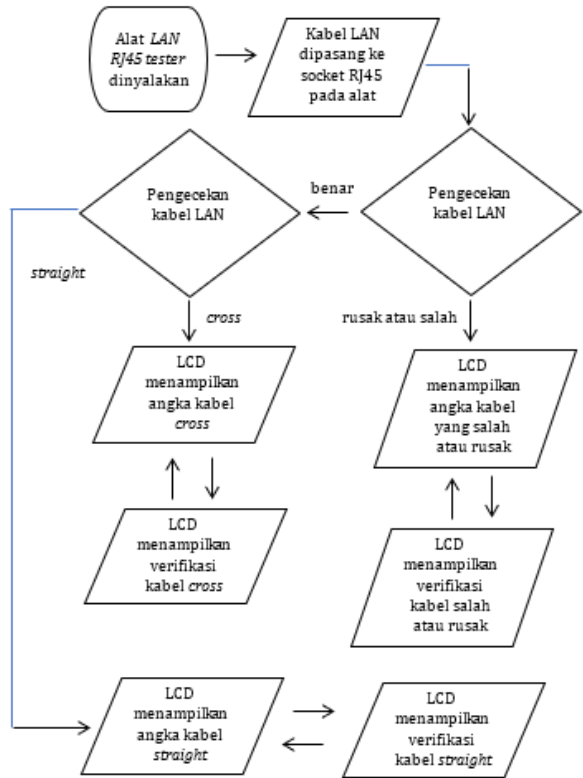 Alat LAN
RJ45 tester
dinyalakan
Kabel LAN
dipasang ke
socket RJ45
pada alat
Pengecekan
kabel LAN
benar
Pengecekan
kabel LAN
straight
cross
rusak atau salah
LCD
menampilkan
angka kabel
cross
LCD
menampilkan
angka kabel
yang salah
atau rusak
LCD
menampilkan
verifikasi
kabel cross
LCD
menampilkan
verifikasi
kabel salah
atau rusak
LCD
menampilkan
angka kabel
straight
LCD
menampilkan
verifikasi
kabel straight